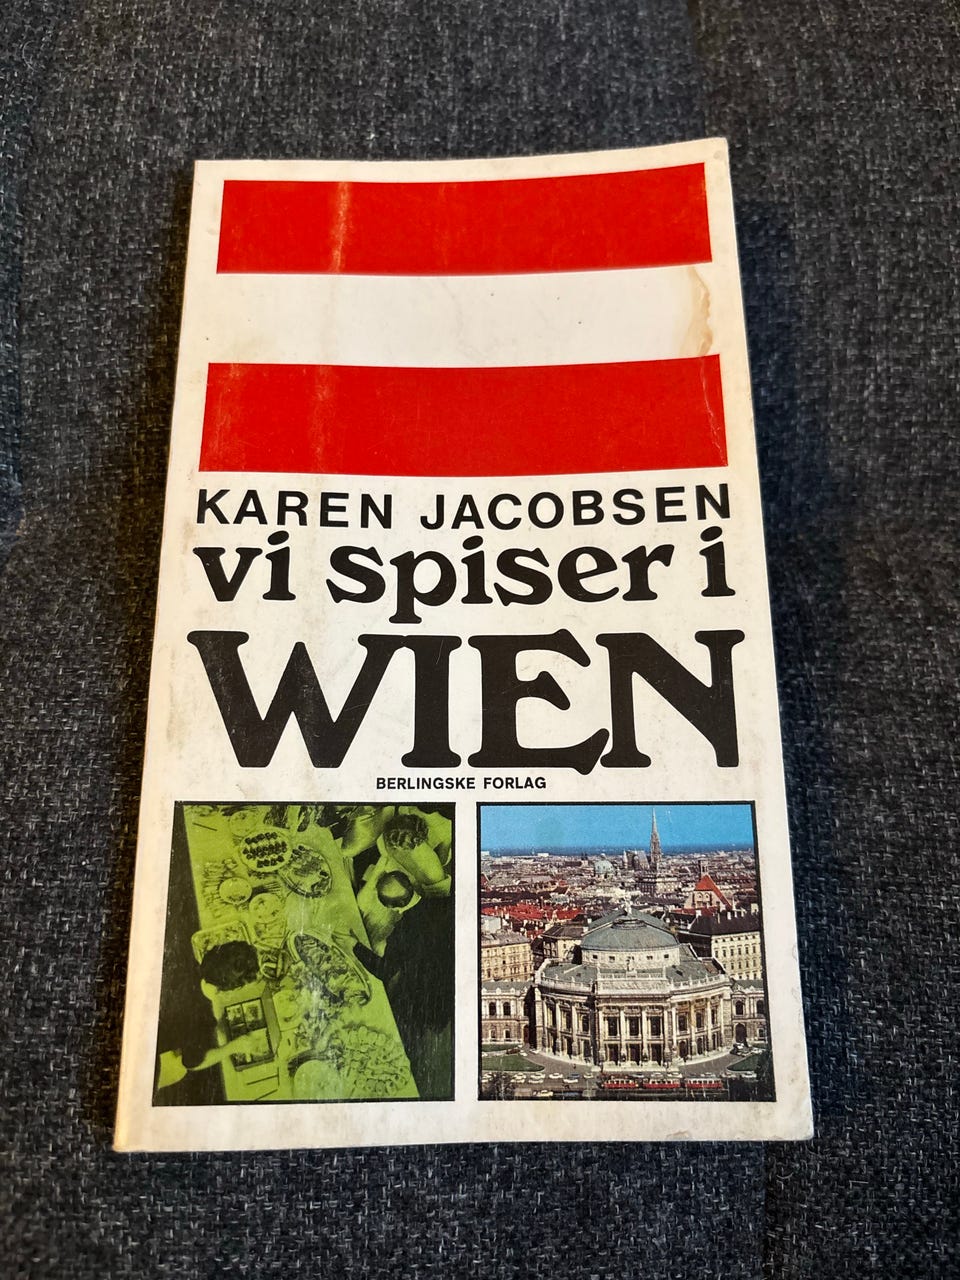 KAREN JACOBSEN
vi spiser i
WIEN
BERLINGSKE FORLAG